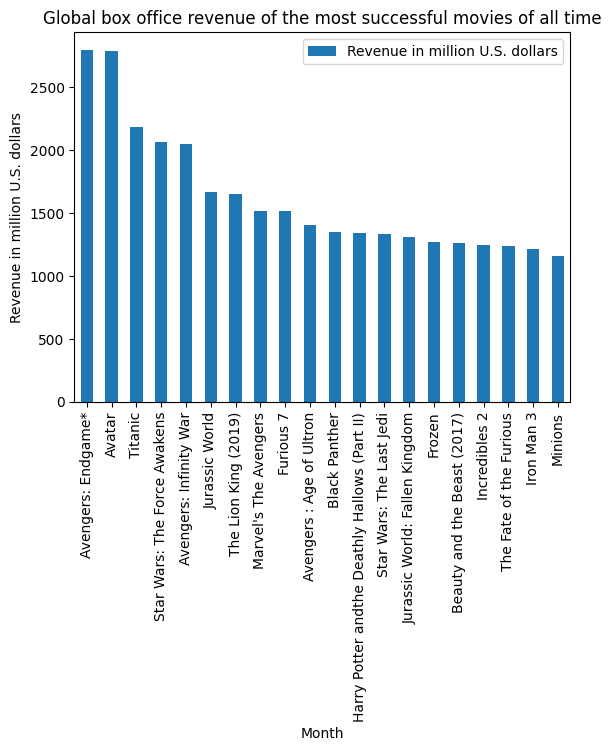 Global box office revenue of the most successful movies of all time
Revenue in million U.S. dollars
Revenue in million U.S. dollars
2500
2000
1500
1000
500
0
Avengers: Endgame*
Avatar
Titanic
Star Wars: The Force Awakens
Avengers: Infinity War
Jurassic World
The Lion King (2019)
Marvel's The Avengers
Furious 7
Avengers : Age of Ultron
Black Panther
Harry Potter andthe Deathly Hallows (Part II)
Star Wars: The Last Jedi
Jurassic World: Fallen Kingdom
Frozen
Beauty and the Beast (2017)
Incredibles 2
The Fate of the Furious
Iron Man 3
Minions
Month